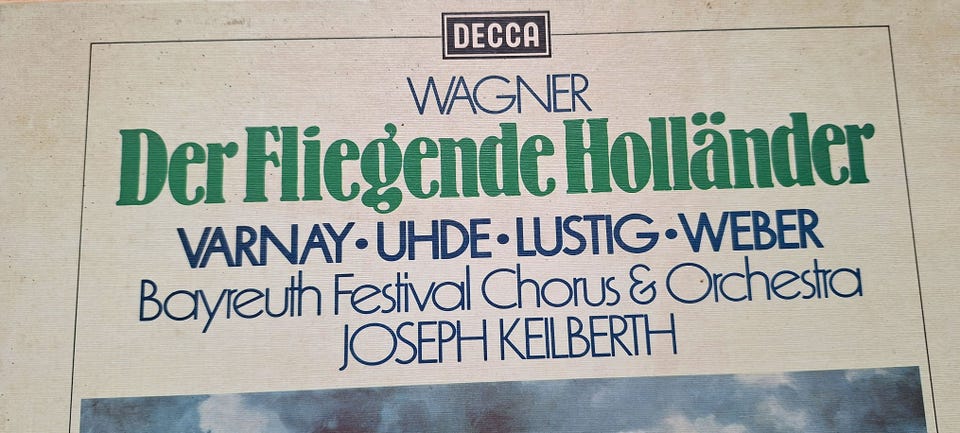 DECCA
WAGNER
Der Fliegende Holländer
VARNAY • UHDE • LUSTIG • WEBER
Bayreuth Festival Chorus & Orchestra
JOSEPH KEILBERTH